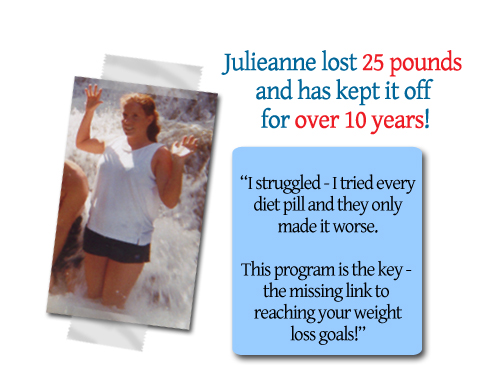 Julieanne lost 25 pounds
and has kept it off
for over 10 years!
“I struggled - I tried every
diet pill and they only
made it worse.
This program is the key -
the missing link to
reaching your weight
loss goals!”